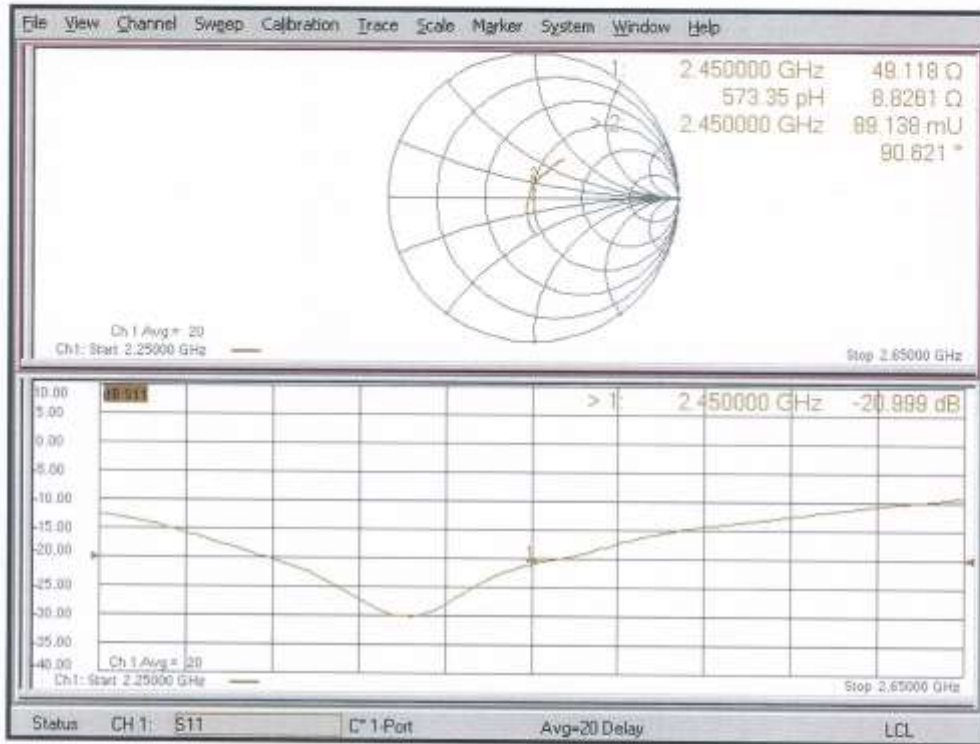 File View Channel Sweep Calibration Trace Scale Marker System Window Help
1 2.450000 GHz 49.118 Ω
573.35 pH 8.8261 Ω
> 2 2.450000 GHz 89.138 mU
90.621 °
Ch 1 Avg = 20
Ch1: Start 2.25000 GHz
Stop 2.65000 GHz
10.00
dB S11
> 1: 2.450000 GHz -20.999 dB
5.00
0.00
-5.00
-10.00
-15.00
-20.00
1
-25.00
-30.00
-35.00
-40.00
Ch 1 Avg = 20
Ch1: Start 2.25000 GHz
Stop 2.65000 GHz
Status CH 1: S11 C* 1-Port Avg=20 Delay LCL